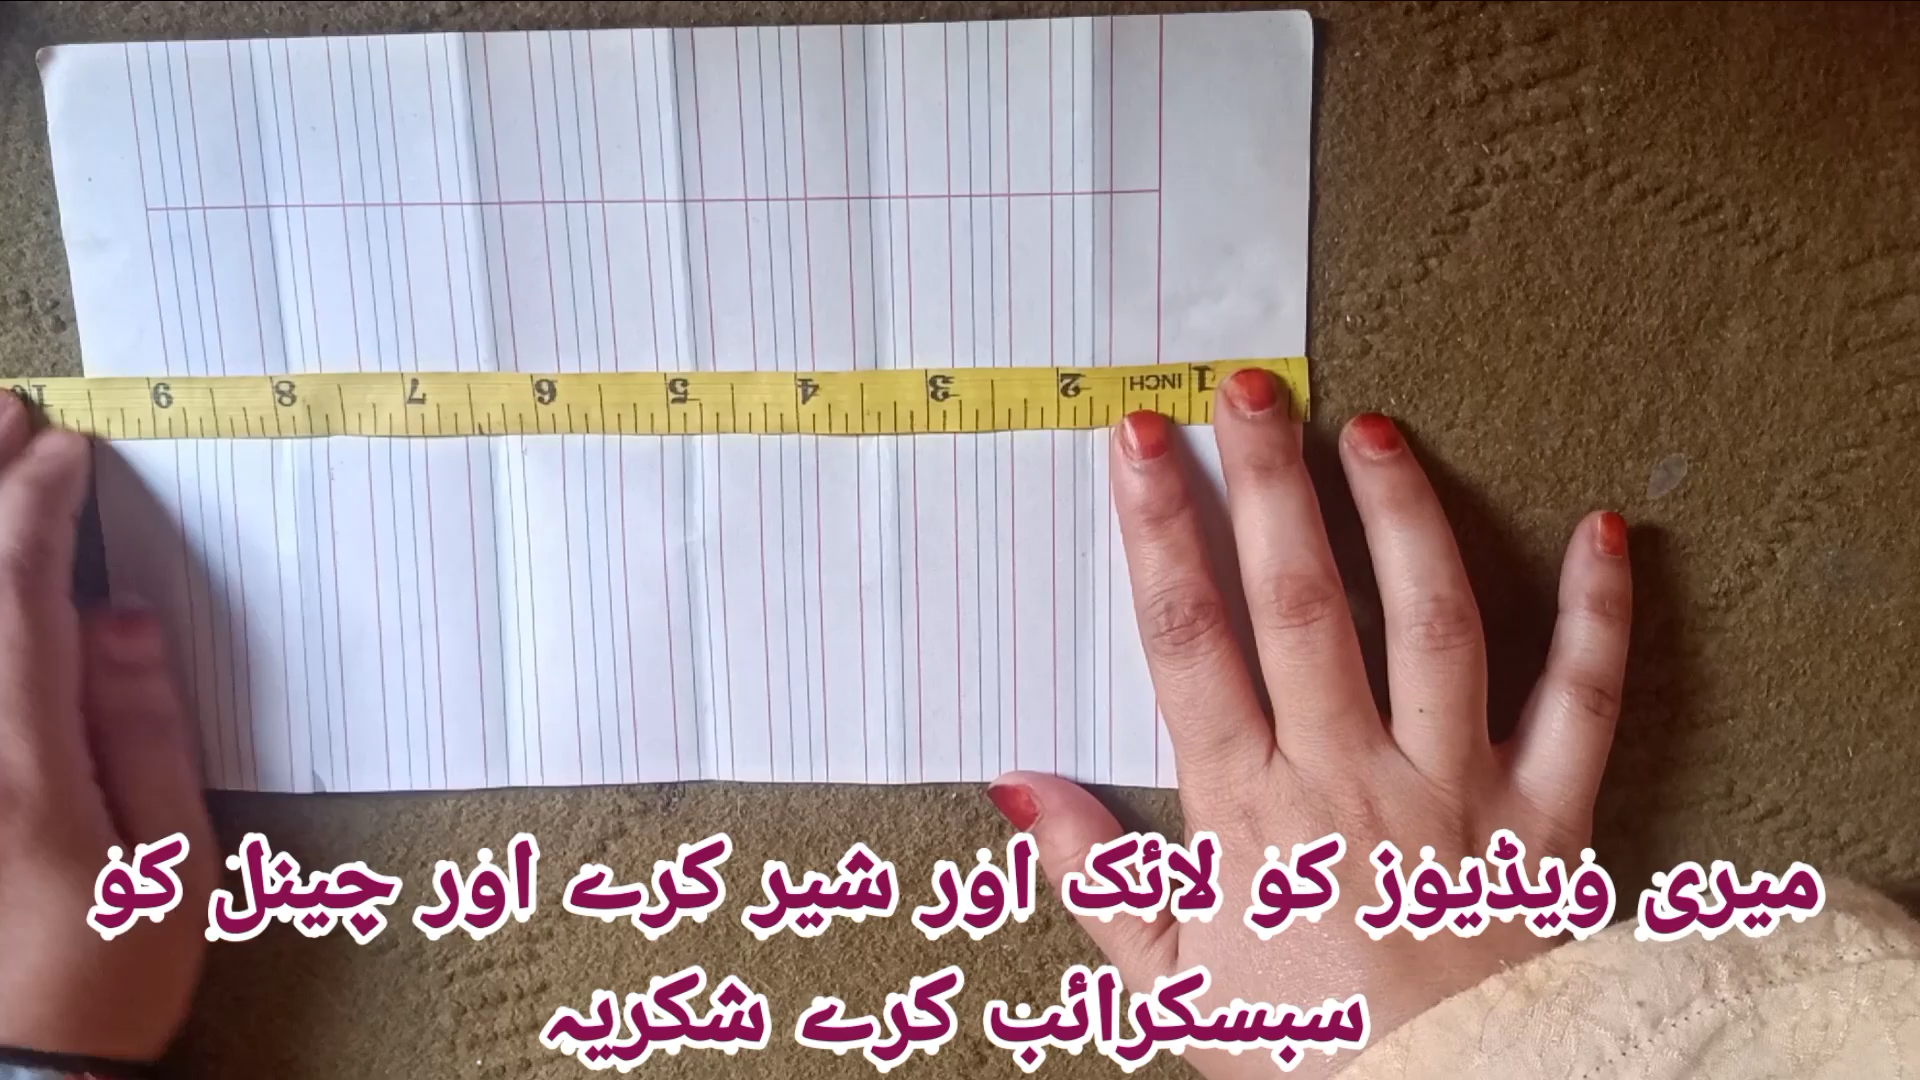 10 9 8 7 6 5 4 3 2 INCH 1
میری ویڈیوز کو لائک اور شیر کرے اور چینل کو
سبسکرائب کرے شکریہ